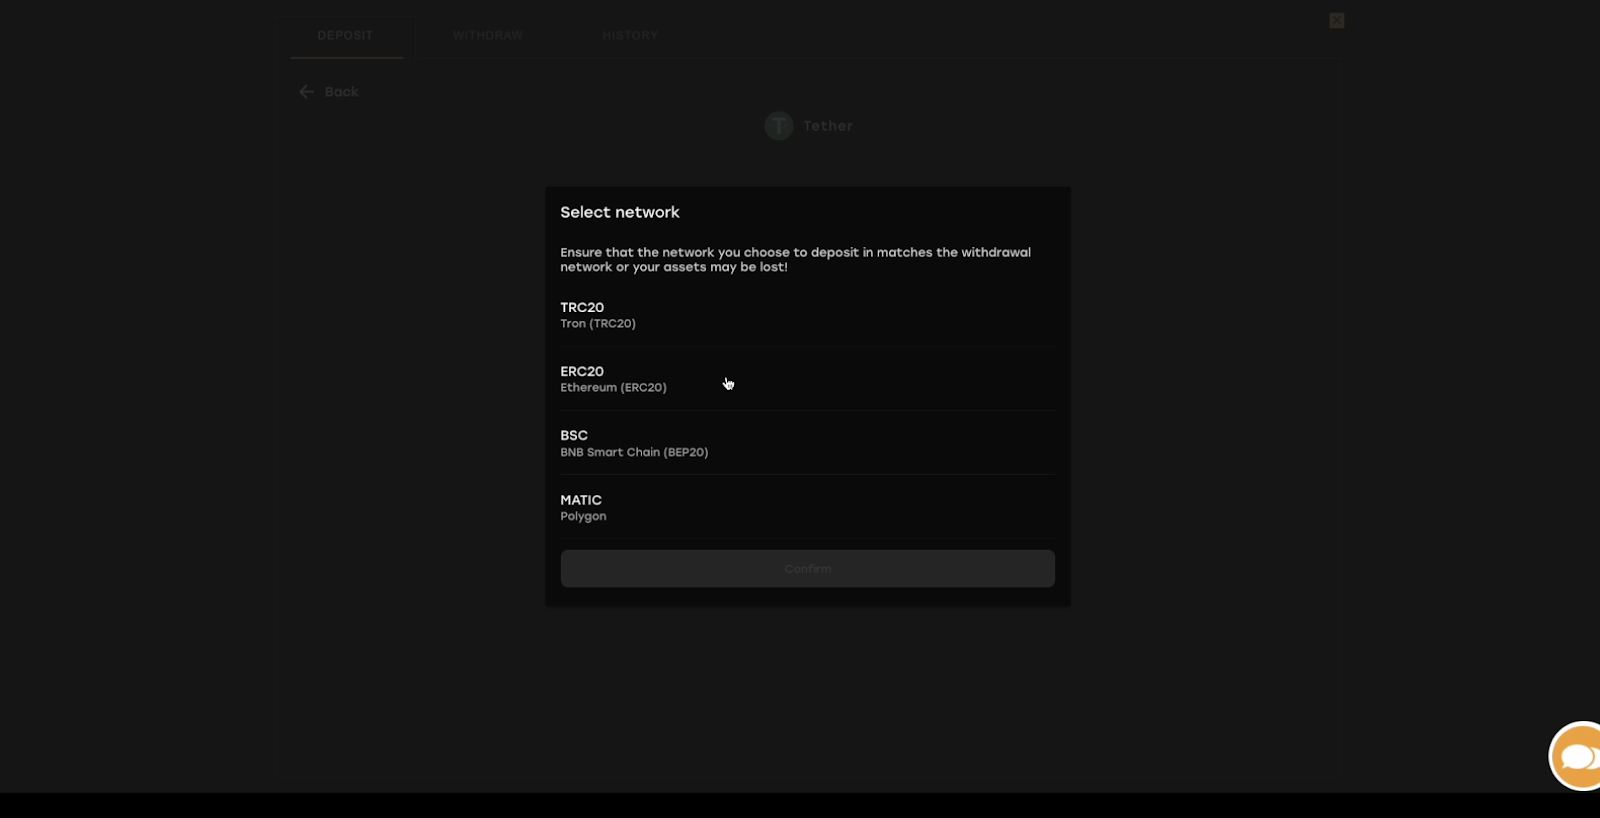 DEPOSIT WITHDRAW HISTORY
Back
Tether
Select network
Ensure that the network you choose to deposit in matches the withdrawal
network or your assets may be lost!
TRC20
Tron (TRC20)
ERC20
Ethereum (ERC20)
BSC
BNB Smart Chain (BEP20)
MATIC
Polygon
Confirm